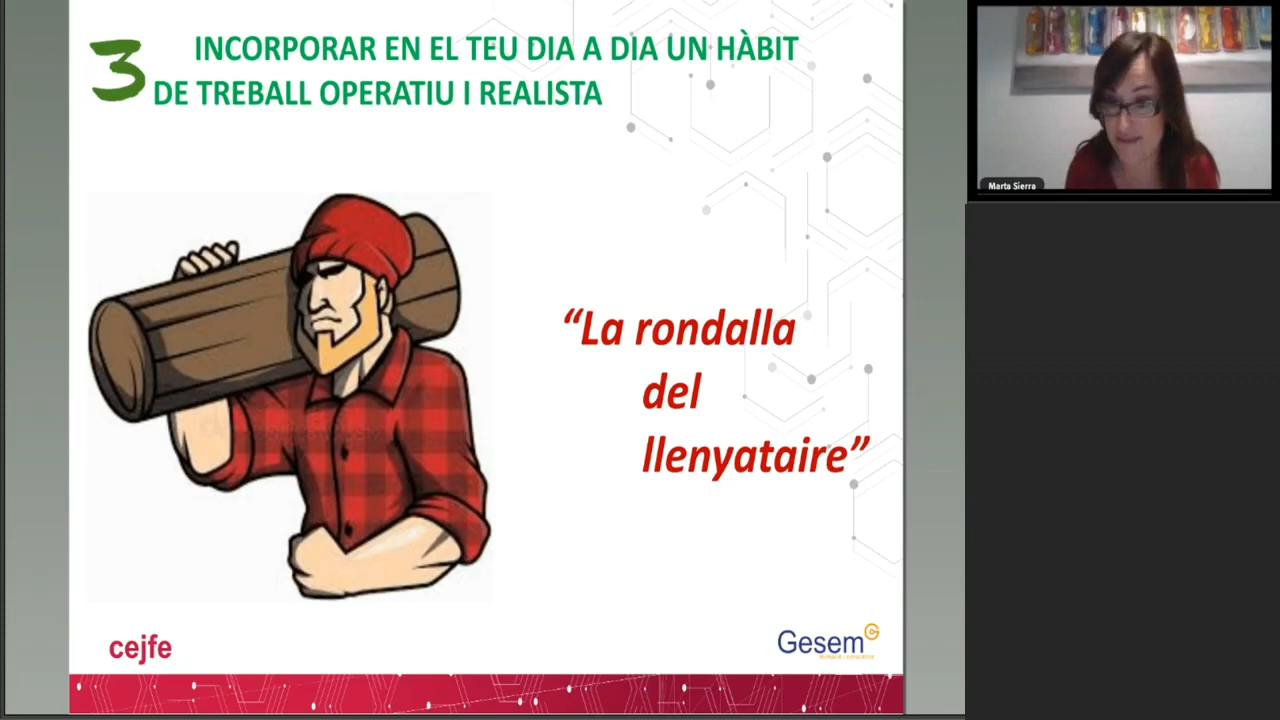 3 INCORPORAR EN EL TEU DIA A DIA UN HÀBIT
DE TREBALL OPERATIU I REALISTA
“La rondalla
del
llenyataire”
cejfe
Gesem
Marta Sierra